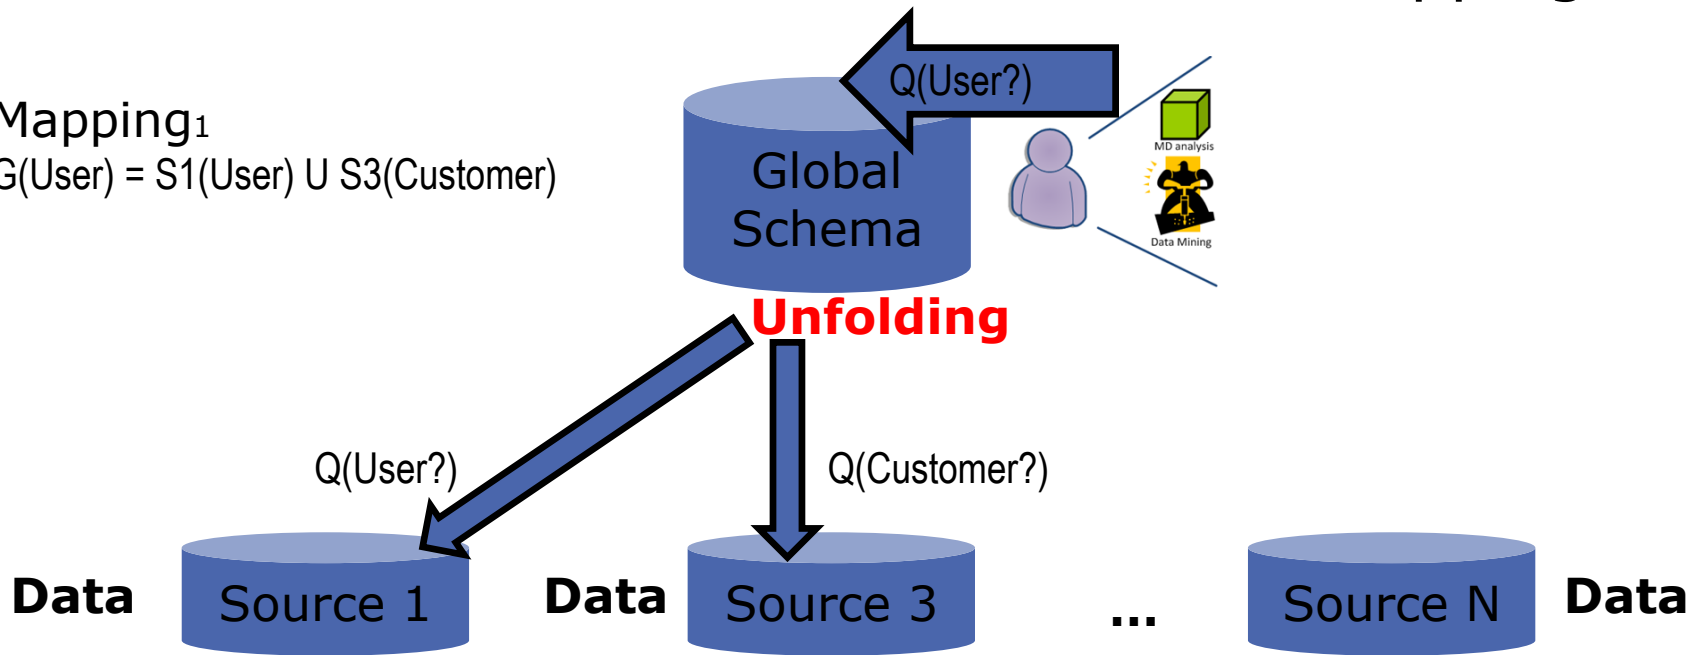 Q(User?)
Mapping1
G(User) = S1(User) U S3(Customer)
MD analysis
Global
Schema
Data Mining
Unfolding
Q(User?)
Q(Customer?)
Data
Source 1
Data
Source 3
...
Source N
Data